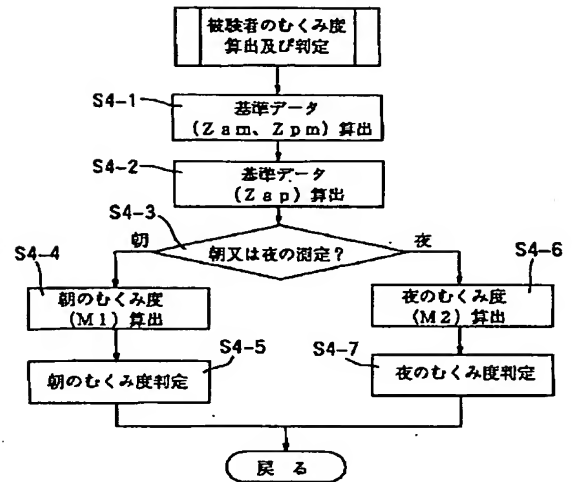 被験者のむくみ度
算出及び判定
S4-1
基準データ
(Zam、Zpm)算出
S4-2
基準データ
(Zap)算出
S4-3
朝又は夜の測定?
朝
夜
S4-4
朝のむくみ度
(M1)算出
S4-6
夜のむくみ度
(M2)算出
S4-5
朝のむくみ度判定
S4-7
夜のむくみ度判定
戻る